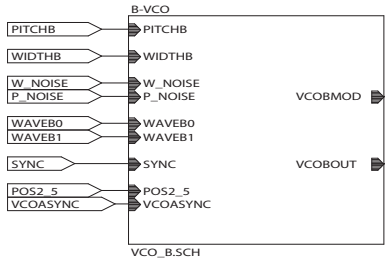 B-VCO
PITCHB PITCHB
WIDTHB WIDTHB
W_NOISE W_NOISE
P_NOISE P_NOISE VCOBMOD
WAVEB0 WAVEB0
WAVEB1 WAVEB1
SYNC SYNC VCOBOUT
POS2_5 POS2_5
VCOASYNC VCOASYNC
VCO_B.SCH